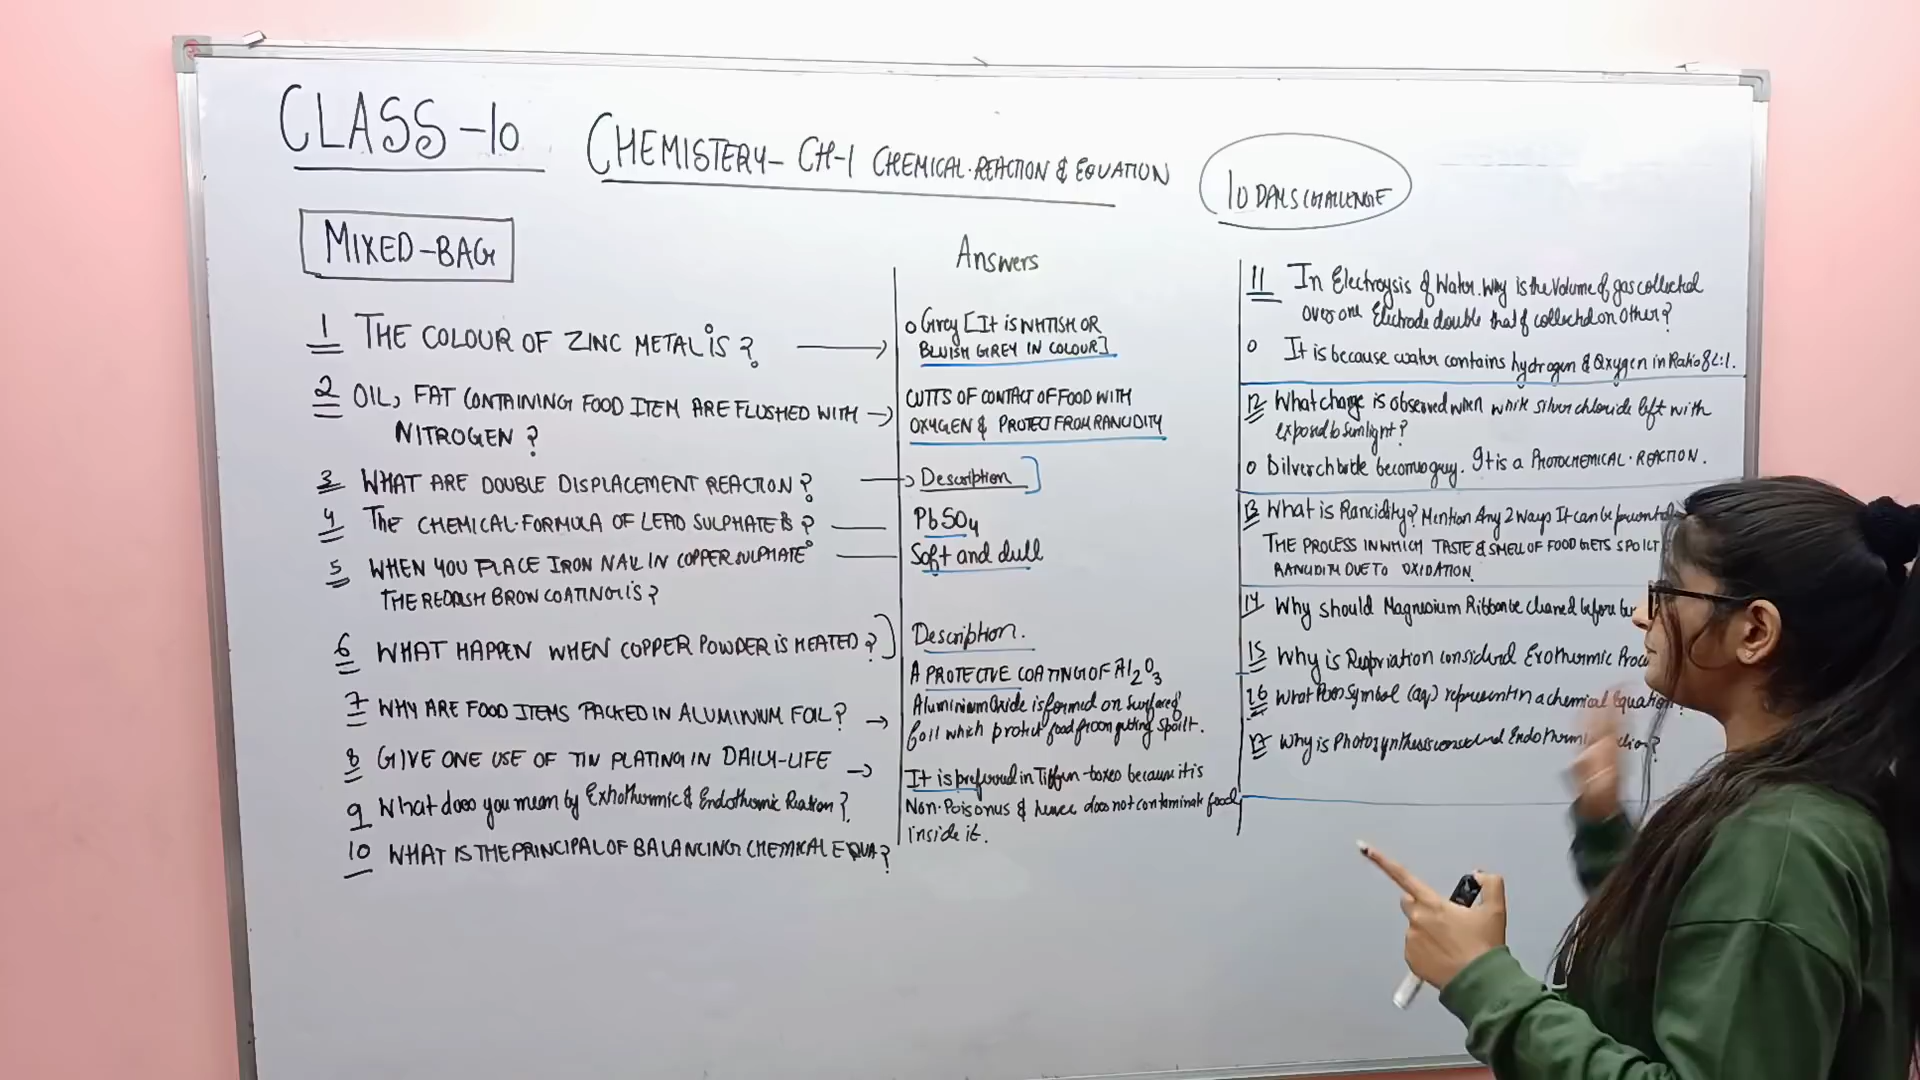 CLASS-10
CHEMISTERY- CH-1 CHEMICAL.REACTION & EQUATION
10 DAYS CHALLENGE
MIXED-BAG
1 THE COLOUR OF ZINC METAL IS?
2 OIL, FAT CONTAINING FOOD ITEM ARE FLUSHED WITH
NITROGEN?
3 WHAT ARE DOUBLE DISPLACEMENT REACTION?
4 THE CHEMICAL-FORMULA OF LEAD SULPHATE IS?
5 WHEN YOU PLACE IRON NAIL IN COPPER SULPHATE
THE REDDISH BROW COATING IS?
6 WHAT HAPPEN WHEN COPPER POWDER IS HEATED?
7 WHY ARE FOOD ITEMS PACKED IN ALUMINIUM FOIL?
8 GIVE ONE USE OF TIN PLATING IN DAILY-LIFE
9 What does you mean by Exhothermic & Endothermic Reation?
10 WHAT IS THE PRINCIPAL OF BALANCING CHEMICAL EQUA?
Answers
Grey [It is WHTISH OR
BLUISH GREY IN COLOUR]
CUTTS OF CONTACT OF FOOD WITH
OXYGEN & PROTECT FROM RANCIDITY
Description
PbSO4
Soft and dull
Description.
A PROTECTIVE COATING OF Al2O3
Aluminium Oxide is formed on surface of
foil which protect food from getting spoilt.
It is preferred in Tiffin-boxes because it is
Non-Poisonus & hence does not contaminate food
inside it.
11 In Electroysis of Water. Why is the Volume of gas collected
over one Electrode double that of collected on other?
It is because water contains hydrogen & Oxygen in Ratio of 2:1.
12 What change is observed when white silver chloride left with
exposed to sunlight?
becomes grey. It is a PHOTOCHEMICAL.REACTION.
13 What is Rancidity? Mention Any 2 Ways It can be
THE PROCESS IN WHICH TASTE & SMELL OF FOOD GETS SPOILT
RANCIDITY DUE TO OXIDATION.
14 Why should Magnesium Ribbon be cleaned before
15 Why is considered Exothermic
16 What Symbol (aq) represent in a chemical Equation?
17 Why is Photosynthesis considered